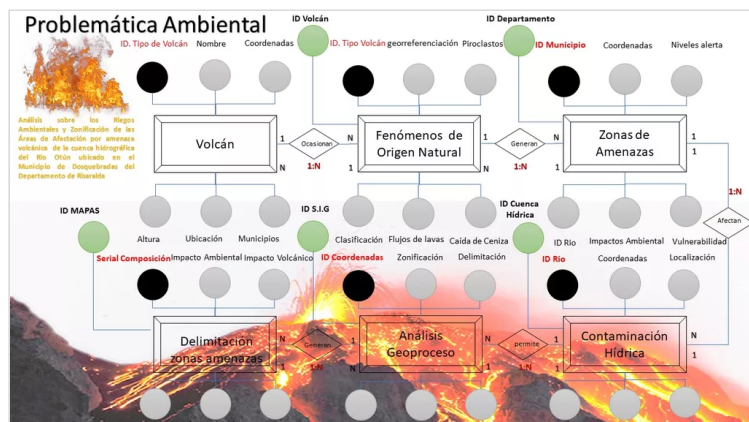 Problemática Ambiental
ID Volcán
ID Departamento
ID. Tipo de Volcán
Nombre
Coordenadas
ID. Tipo Volcán
georreferenciación
Piroclastos
ID Municipio
Coordenadas
Niveles alerta
Análisis sobre los Riegos
Ambientales y Zonificación de las
Áreas de Afectación por amenaza
volcánica de la cuenca hidrográfica
del Rio Otún ubicado en el
Municipio de Dosquebradas del
Departamento de Risaralda
Volcán
1
N
Ocasionan
1:N
N
1
Fenómenos de
Origen Natural
1
N
Generan
1:N
N
1
Zonas de
Amenazas
1
1
1:N
Afectan
ID MAPAS
ID S.I.G
ID Cuenca
Hídrica
Altura
Ubicación
Municipios
Clasificación
Flujos de lavas
Caída de Ceniza
ID Rio
Impactos Ambiental
Vulnerabilidad
Serial Composición
Impacto Ambiental
Impacto Volcánico
ID Coordenadas
Zonificación
Delimitación
ID Rio
Coordenadas
Localización
Delimitación
zonas amenazas
N
1
Generan
1:N
1
N
Análisis
Geoproceso
N
1
permite
1:N
1
N
Contaminación
Hídrica
N
1